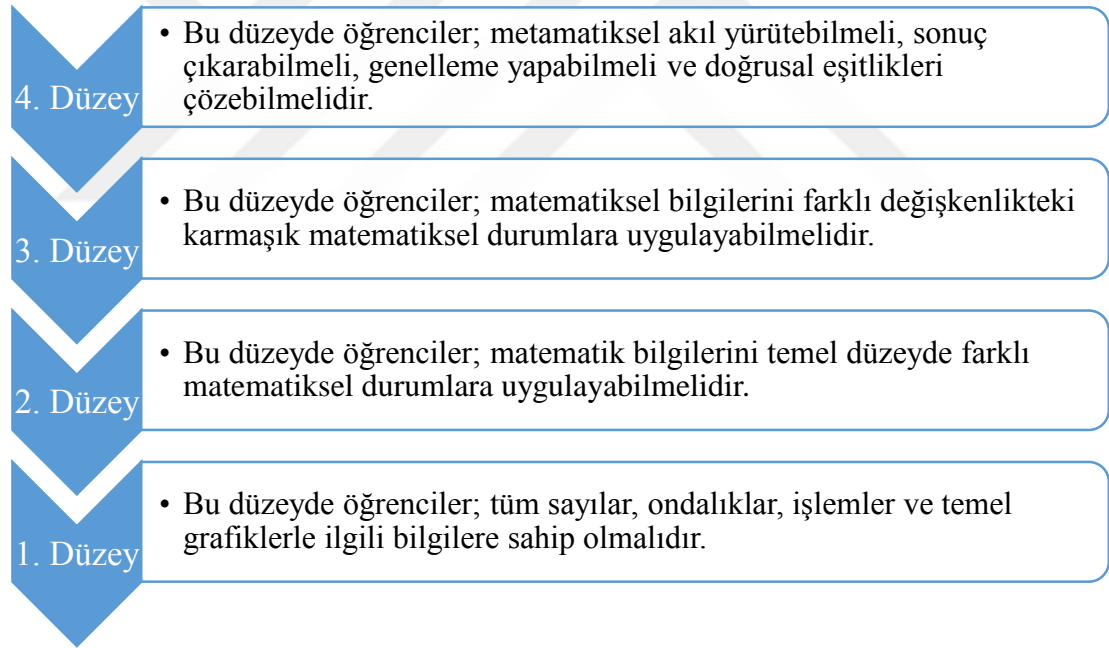 4. Düzey
• Bu düzeyde öğrenciler; metamatiksel akıl yürütebilmeli, sonuç
çıkarabilmeli, genelleme yapabilmeli ve doğrusal eşitlikleri
çözebilmelidir.
3. Düzey
• Bu düzeyde öğrenciler; matematiksel bilgilerini farklı değişkenlikteki
karmaşık matematiksel durumlara uygulayabilmelidir.
2. Düzey
• Bu düzeyde öğrenciler; matematik bilgilerini temel düzeyde farklı
matematiksel durumlara uygulayabilmelidir.
1. Düzey
• Bu düzeyde öğrenciler; tüm sayılar, ondalıklar, işlemler ve temel
grafiklerle ilgili bilgilere sahip olmalıdır.